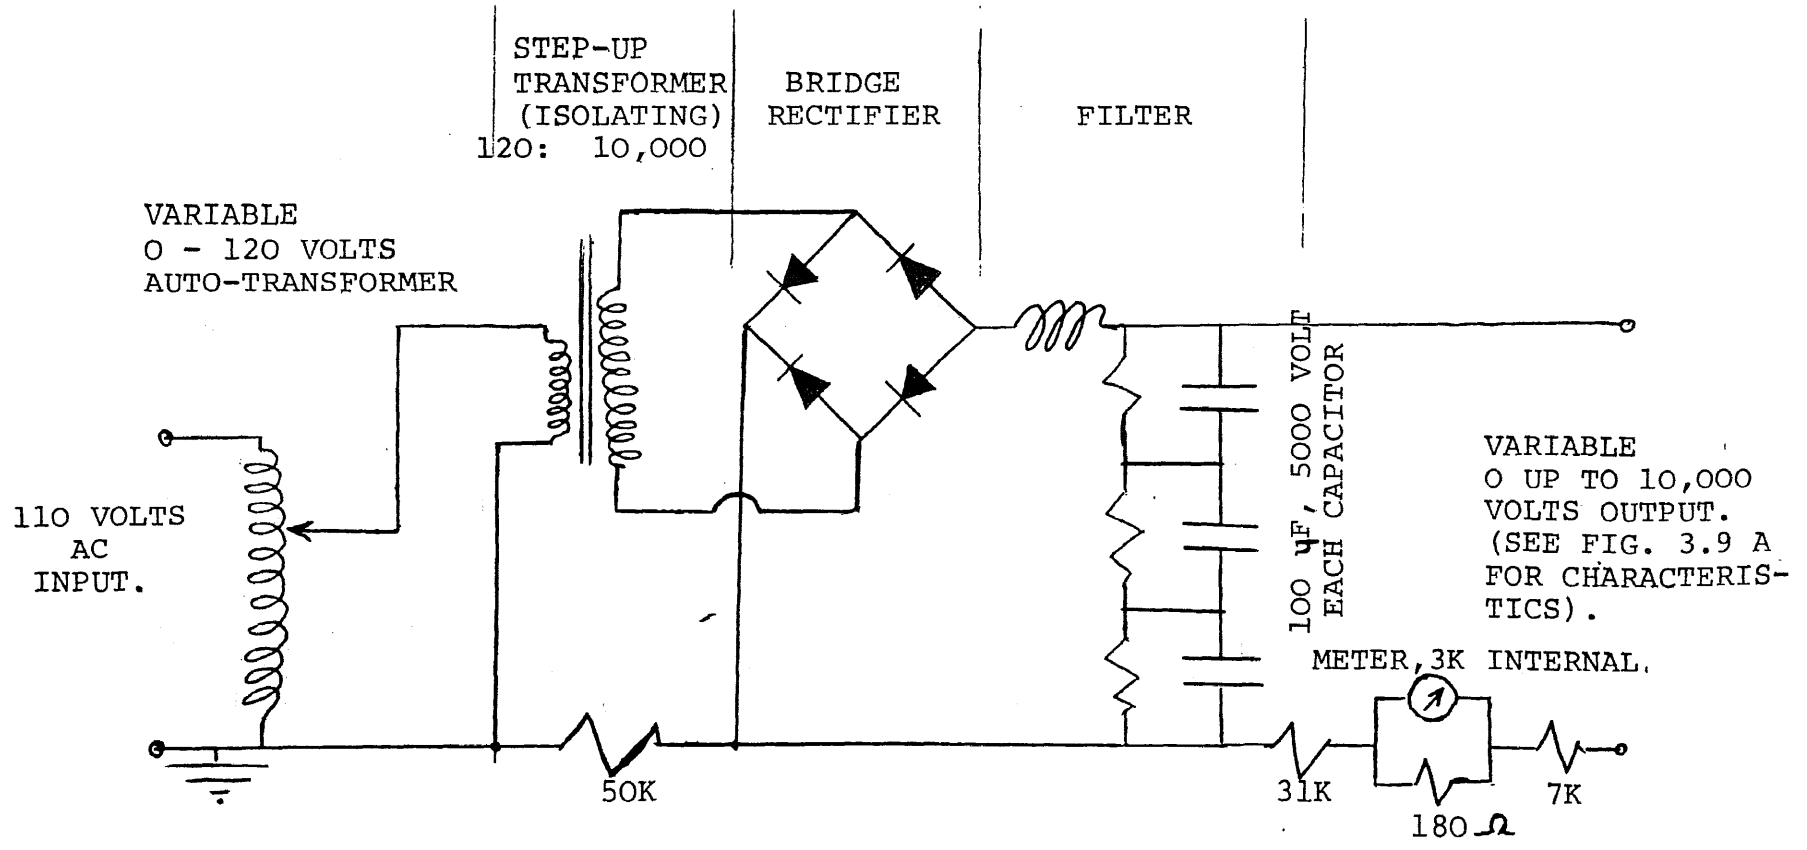 STEP-UP
TRANSFORMER
(ISOLATING)
120: 10,000
BRIDGE
RECTIFIER
FILTER
VARIABLE
0 - 120 VOLTS
AUTO-TRANSFORMER
110 VOLTS
AC
INPUT.
100 µF, 5000 VOLT
EACH CAPACITOR
VARIABLE
0 UP TO 10,000
VOLTS OUTPUT.
(SEE FIG. 3.9 A
FOR CHARACTERIS-
TICS).
METER, 3K INTERNAL.
50K
31K
180 Ω
7K